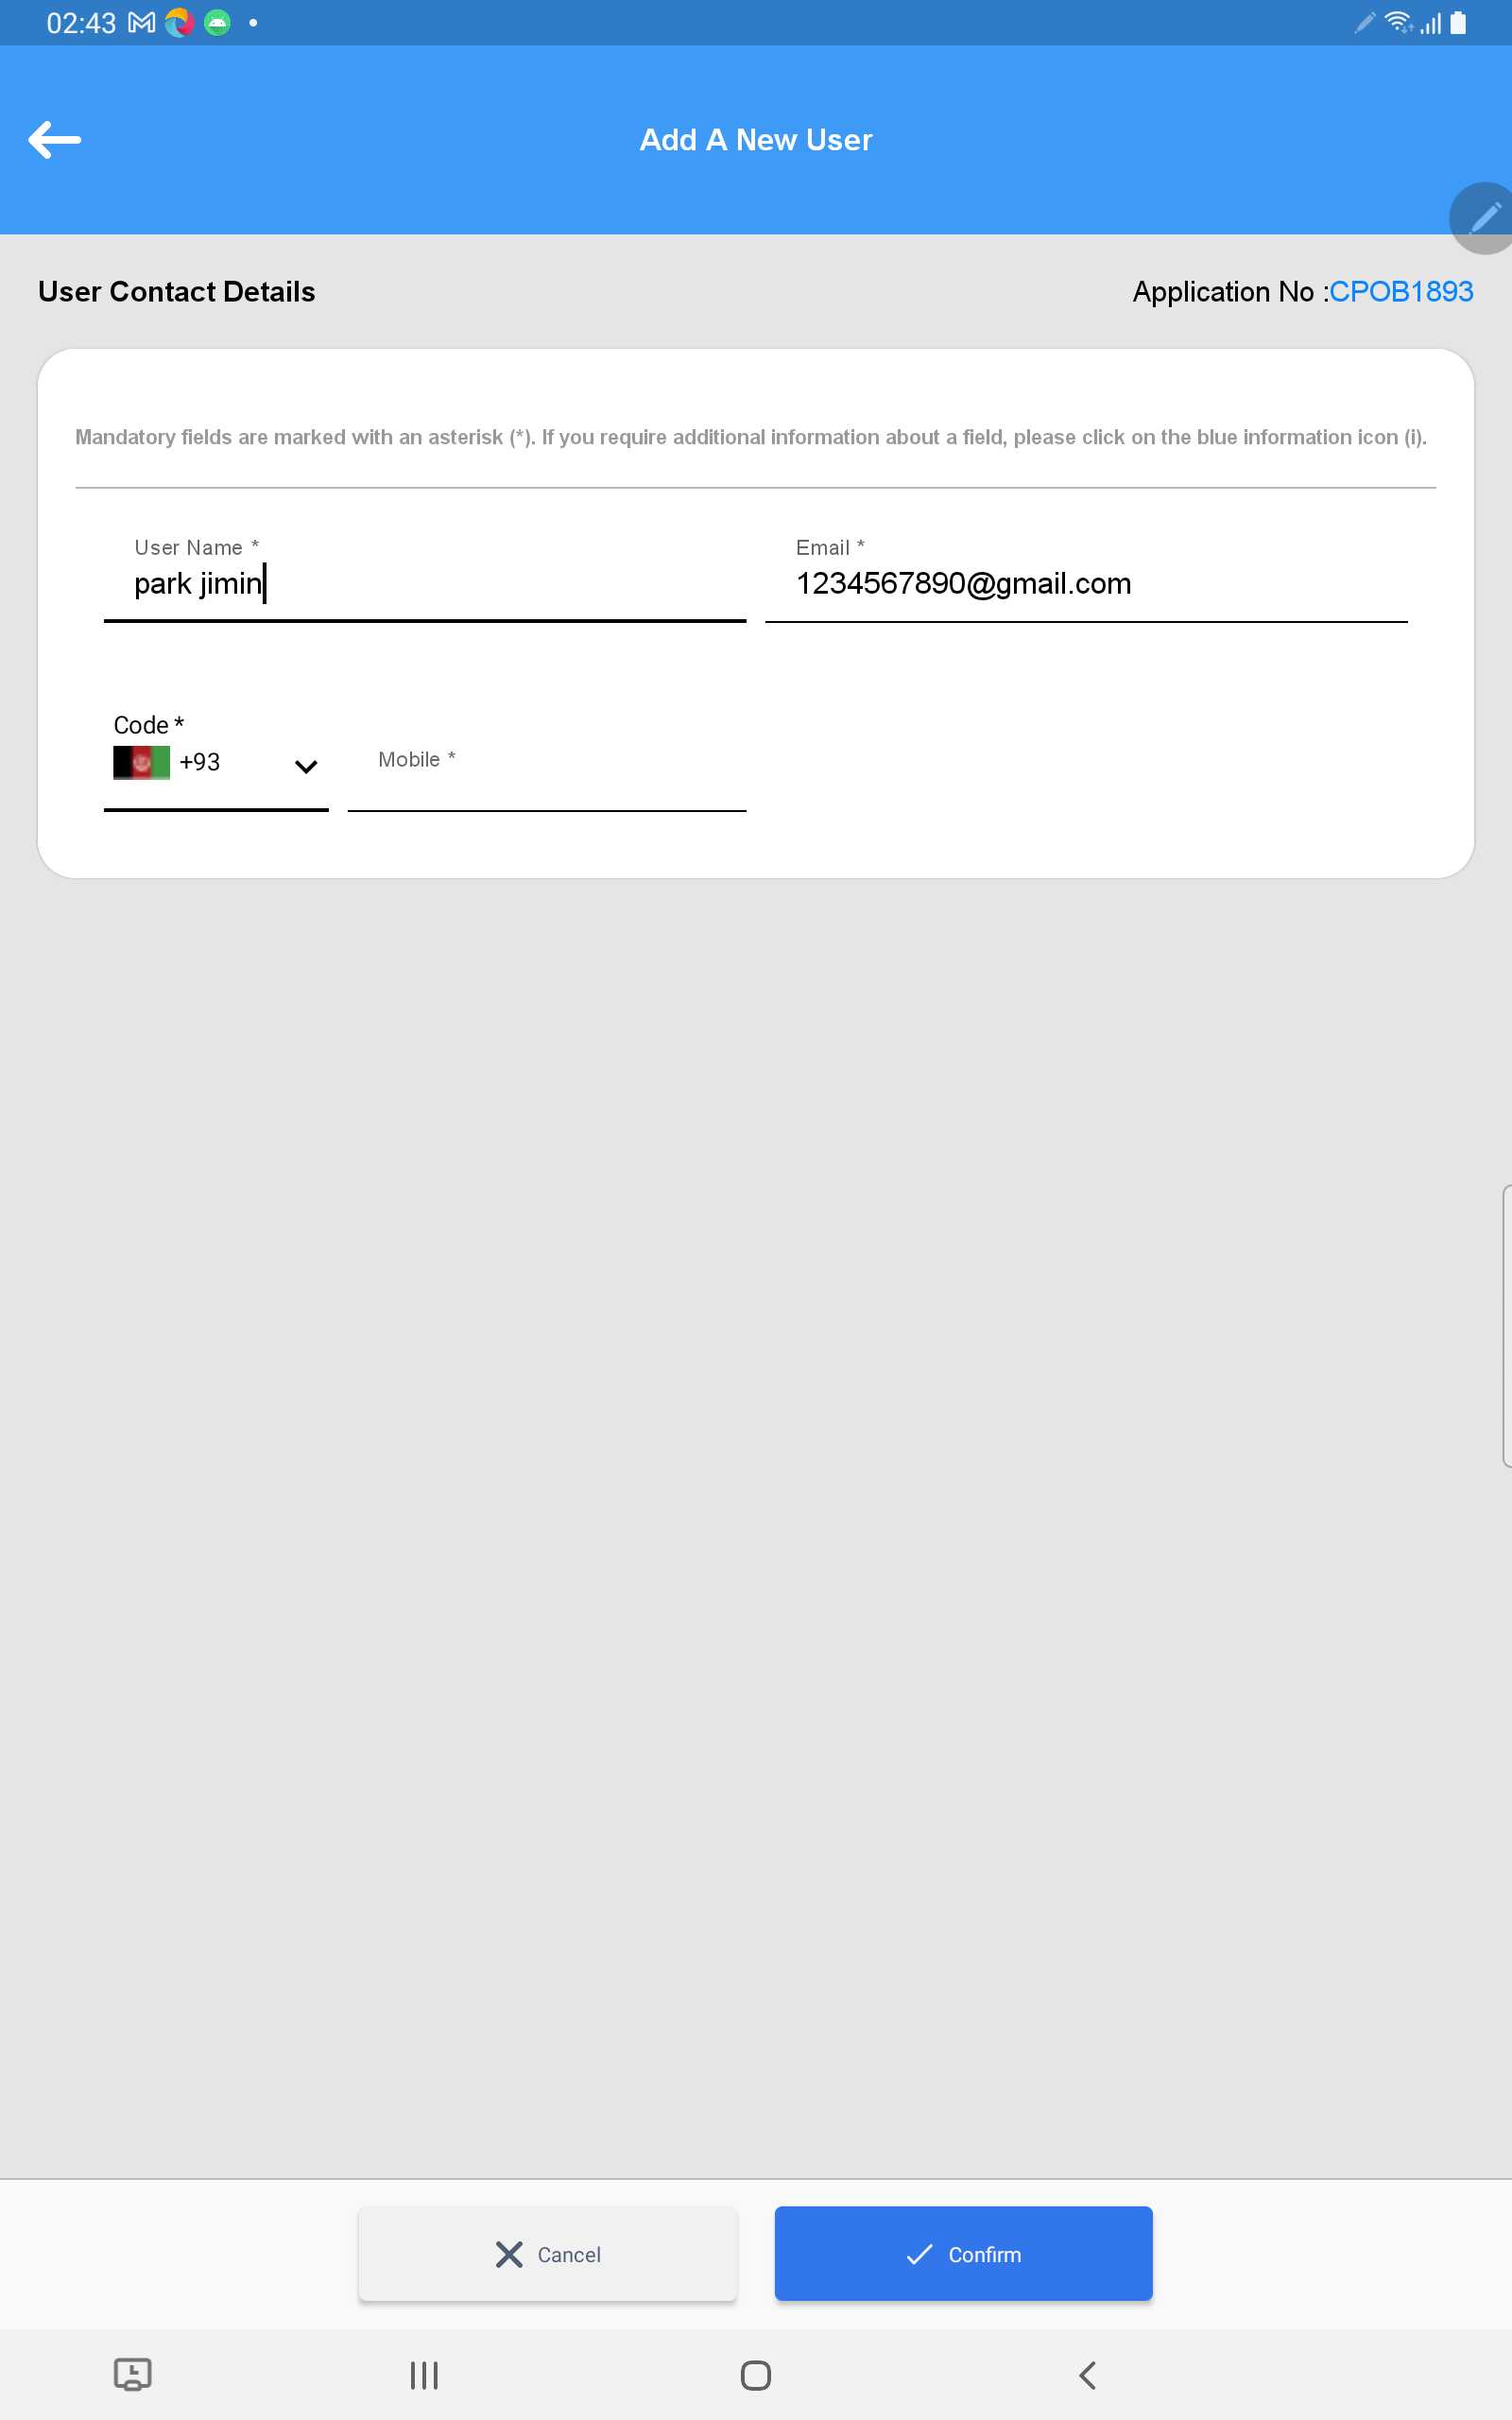 02:43
Add A New User
User Contact Details
Application No :CPOB1893
Mandatory fields are marked with an asterisk (*). If you require additional information about a field, please click on the blue information icon (i).
User Name *
park jimin
Email *
1234567890@gmail.com
Code *
+93
Mobile *
Cancel
Confirm